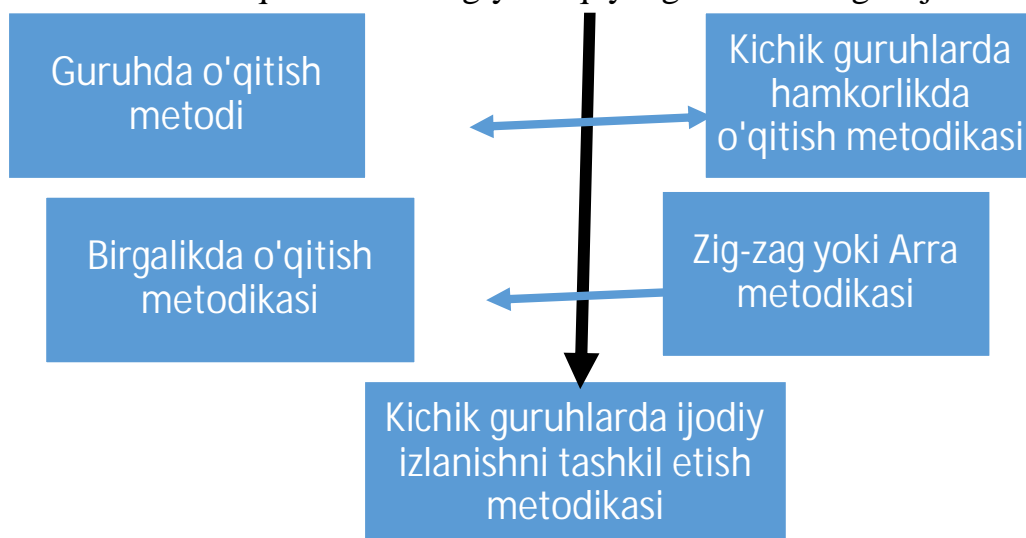 Guruhda o'qitish
metodi
Kichik guruhlarda
hamkorlikda
o'qitish metodikasi
Birgalikda o'qitish
metodikasi
Zig-zag yoki Arra
metodikasi
Kichik guruhlarda ijodiy
izlanishni tashkil etish
metodikasi